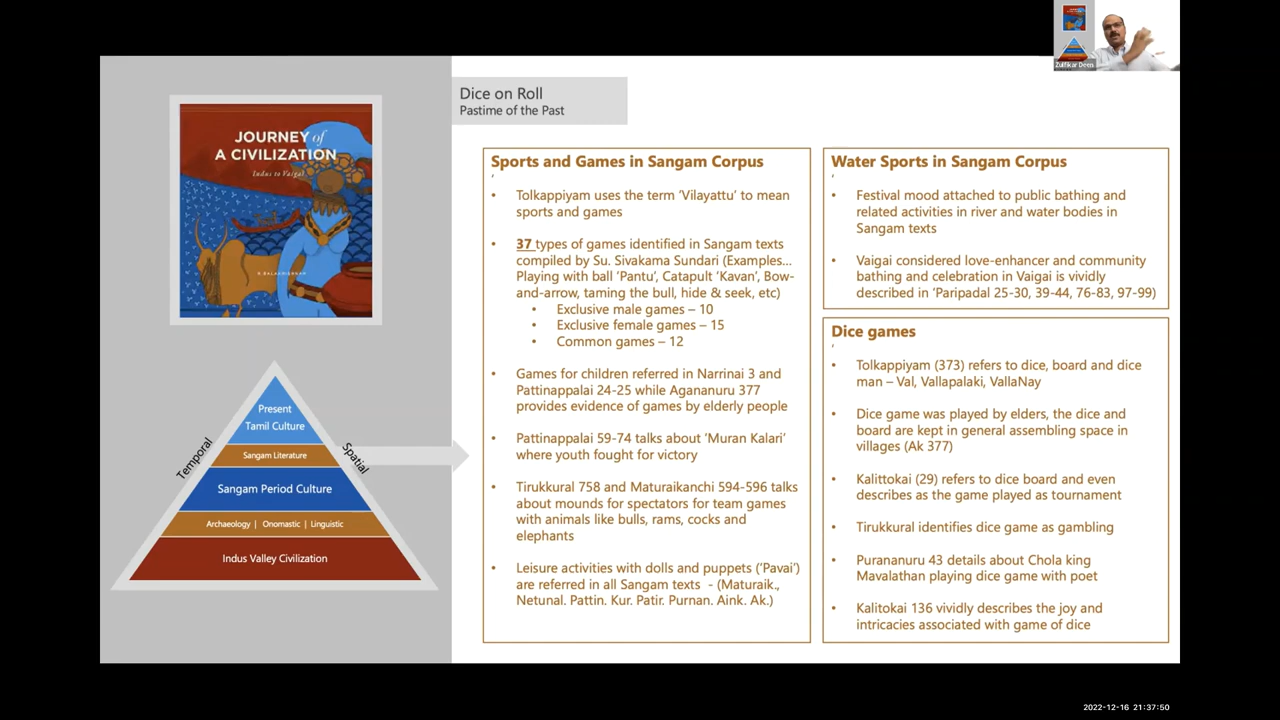 Zulfikar Deen
Dice on Roll
Pastime of the Past
JOURNEY of
A CIVILIZATION
Indus to Vaigai
R. BALAKRISHNAN
Temporal
Spatial
Present
Tamil Culture
Sangam Literature
Sangam Period Culture
Archaeology | Onomastic | Linguistic
Indus Valley Civilization
Sports and Games in Sangam Corpus
‘
• Tolkappiyam uses the term ‘Vilayattu’ to mean
sports and games
• 37 types of games identified in Sangam texts
compiled by Su. Sivakama Sundari (Examples...
Playing with ball ‘Pantu’, Catapult ‘Kavan’, Bow-
and-arrow, taming the bull, hide & seek, etc)
• Exclusive male games – 10
• Exclusive female games – 15
• Common games – 12
• Games for children referred in Narrinai 3 and
Pattinappalai 24-25 while Agananuru 377
provides evidence of games by elderly people
• Pattinappalai 59-74 talks about ‘Muran Kalari’
where youth fought for victory
• Tirukkural 758 and Maturaikanchi 594-596 talks
about mounds for spectators for team games
with animals like bulls, rams, cocks and
elephants
• Leisure activities with dolls and puppets (‘Pavai’)
are referred in all Sangam texts - (Maturaik.,
Netunal. Pattin. Kur. Patir. Purnan. Aink. Ak.)
Water Sports in Sangam Corpus
‘
• Festival mood attached to public bathing and
related activities in river and water bodies in
Sangam texts
• Vaigai considered love-enhancer and community
bathing and celebration in Vaigai is vividly
described in ‘Paripadal 25-30, 39-44, 76-83, 97-99)
Dice games
‘
• Tolkappiyam (373) refers to dice, board and dice
man – Val, Vallapalaki, VallaNay
• Dice game was played by elders, the dice and
board are kept in general assembling space in
villages (Ak 377)
• Kalittokai (29) refers to dice board and even
describes as the game played as tournament
• Tirukkural identifies dice game as gambling
• Purananuru 43 details about Chola king
Mavalathan playing dice game with poet
• Kalitokai 136 vividly describes the joy and
intricacies associated with game of dice
2022-12-16 21:37:50